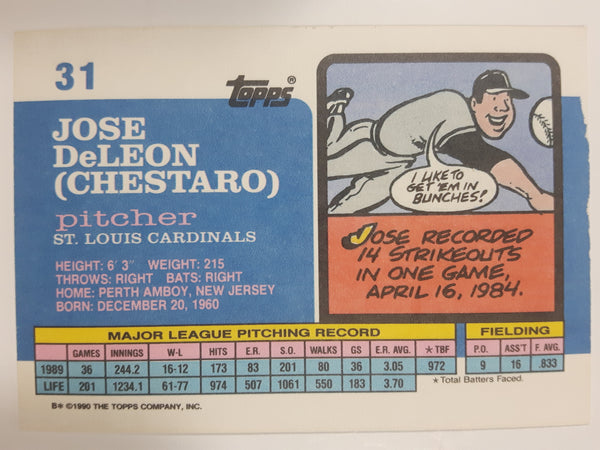 31
Topps®
JOSE
DeLEON
(CHESTARO)
pitcher
ST. LOUIS CARDINALS
HEIGHT: 6' 3" WEIGHT: 215
THROWS: RIGHT BATS: RIGHT
HOME: PERTH AMBOY, NEW JERSEY
BORN: DECEMBER 20, 1960
I LIKE TO
GET 'EM IN
BUNCHES!
JOSE RECORDED
14 STRIKEOUTS
IN ONE GAME,
APRIL 16, 1984.
MAJOR LEAGUE PITCHING RECORD FIELDING
GAMES INNINGS W-L HITS E.R. S.O. WALKS GS E.R. AVG. *TBF P.O. ASS'T F. AVG.
1989 36 244.2 16-12 173 83 201 80 36 3.05 972 9 16 .833
LIFE 201 1234.1 61-77 974 507 1061 550 183 3.70 *Total Batters Faced.
B* ©1990 THE TOPPS COMPANY, INC.